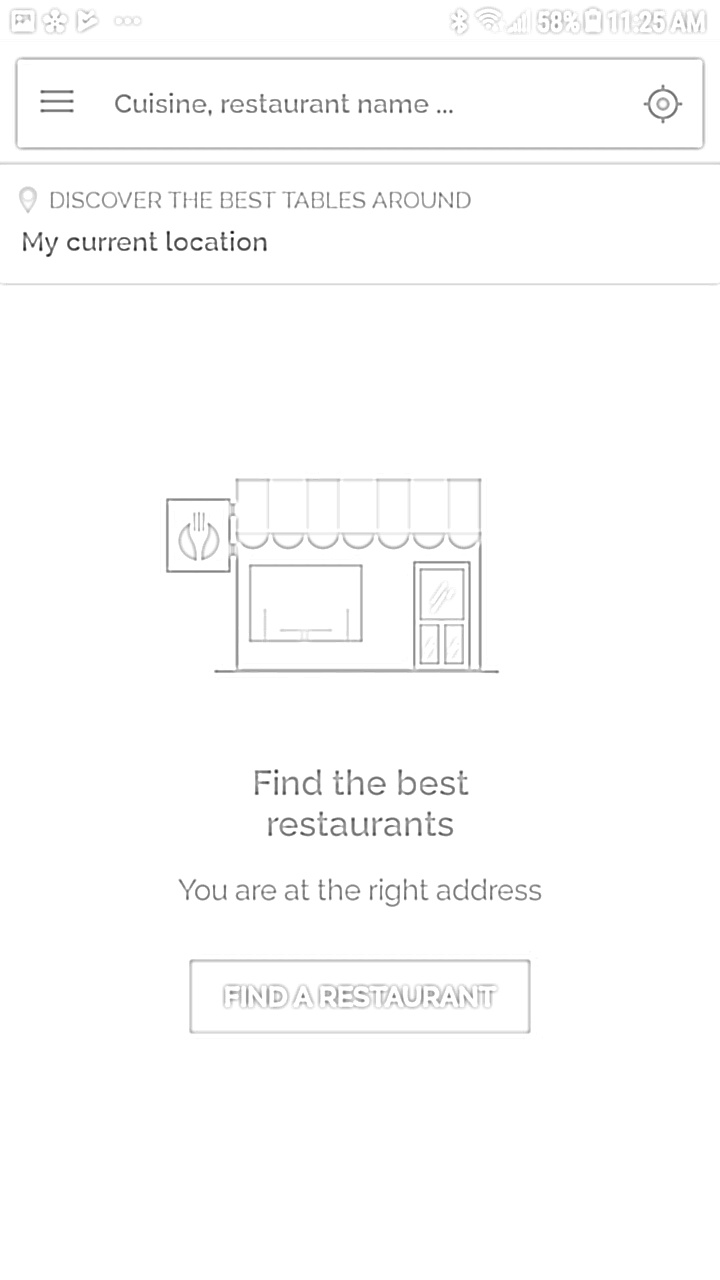 58% 11:25 AM
Cuisine, restaurant name ...
DISCOVER THE BEST TABLES AROUND
My current location
Find the best
restaurants
You are at the right address
FIND A RESTAURANT